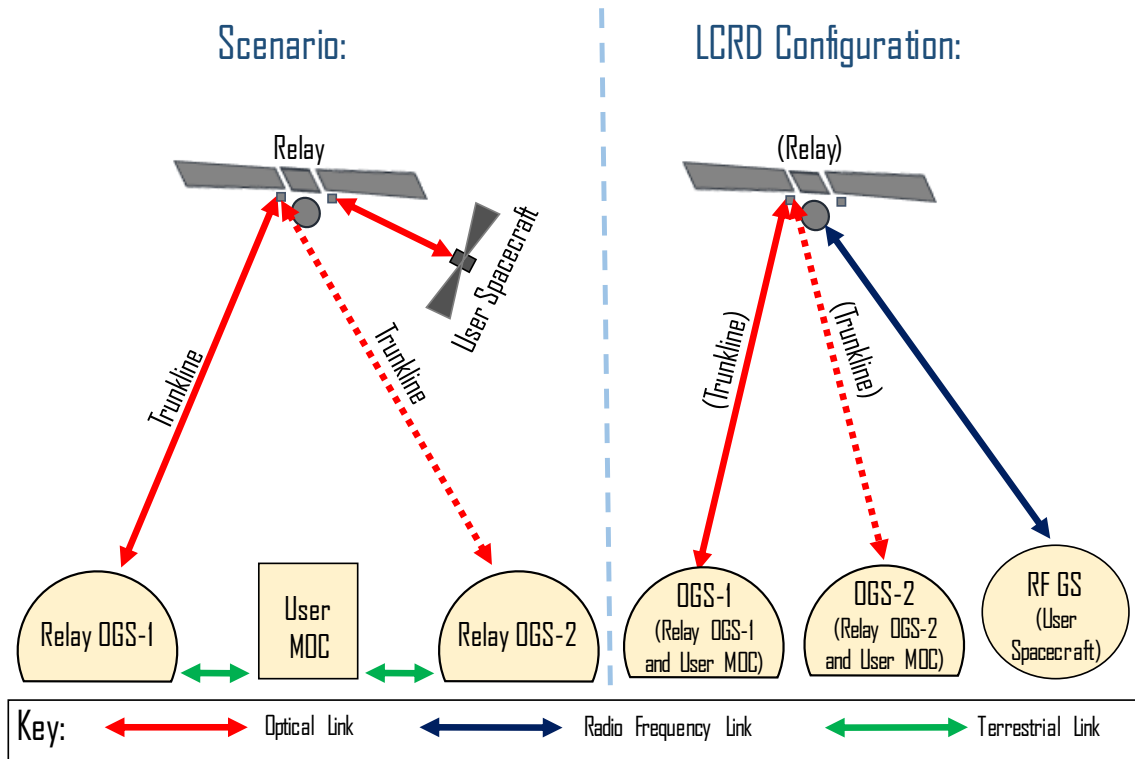 Scenario:
LCRD Configuration:
Relay
User Spacecraft
Trunkline
Trunkline
Relay OGS-1
User
MOC
Relay OGS-2
(Relay)
(Trunkline)
(Trunkline)
OGS-1
(Relay OGS-1
and User MOC)
OGS-2
(Relay OGS-2
and User MOC)
RF GS
(User
Spacecraft)
Key:
Optical Link
Radio Frequency Link
Terrestrial Link